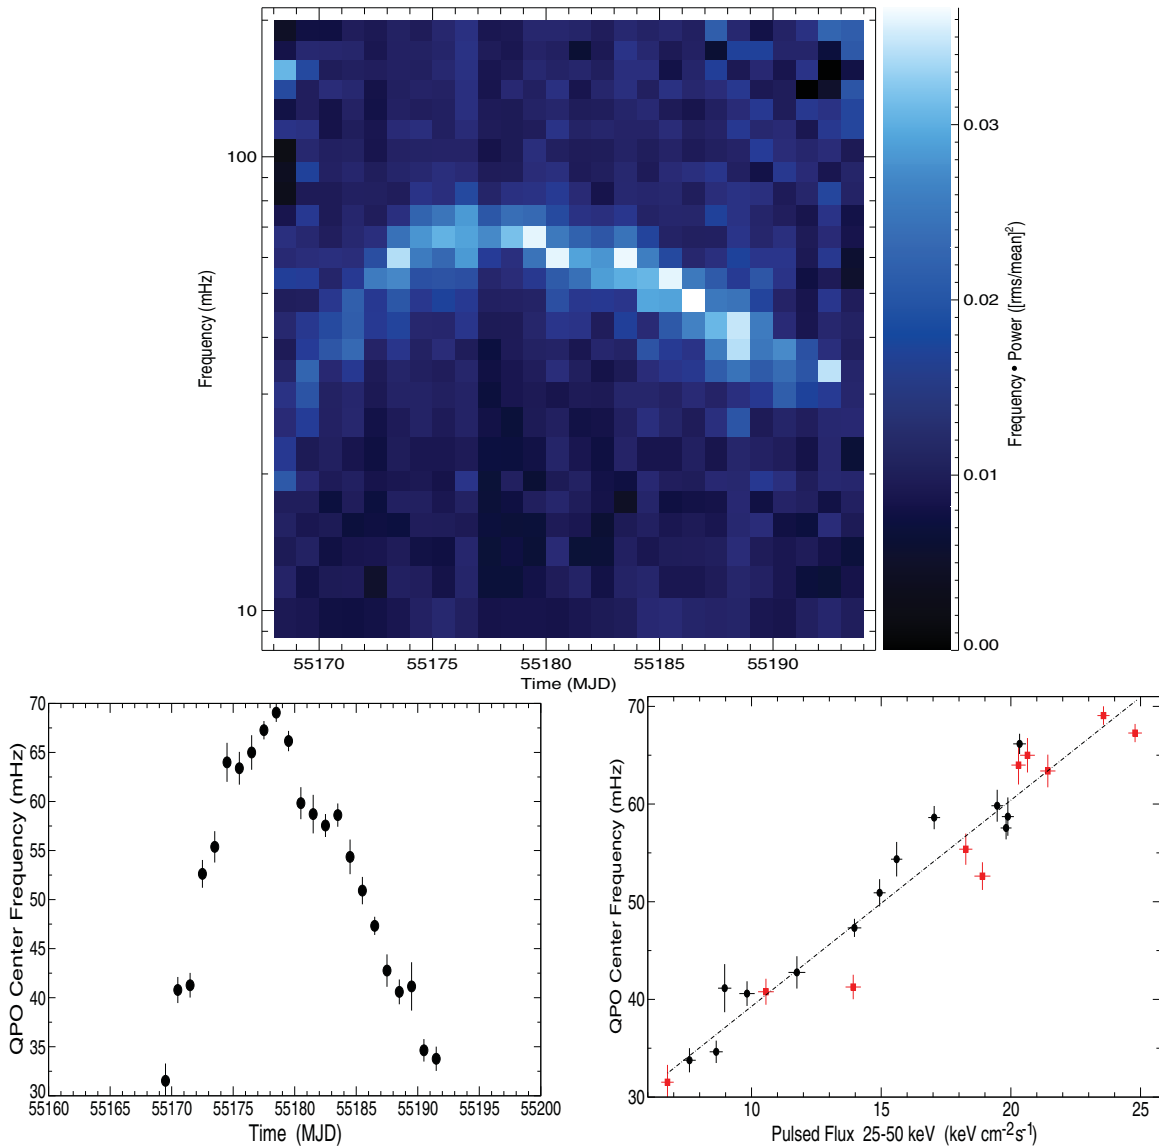 100
10
Frequency (mHz)
55170 55175 55180 55185 55190
Time (MJD)
0.03
0.02
0.01
0.00
Frequency • Power ([rms/mean]²)
70
65
60
55
50
45
40
35
30
QPO Center Frequency (mHz)
55160 55165 55170 55175 55180 55185 55190 55195 55200
Time (MJD)
70
60
50
40
30
QPO Center Frequency (mHz)
10 15 20 25
Pulsed Flux 25-50 keV (keV cm⁻²s⁻¹)